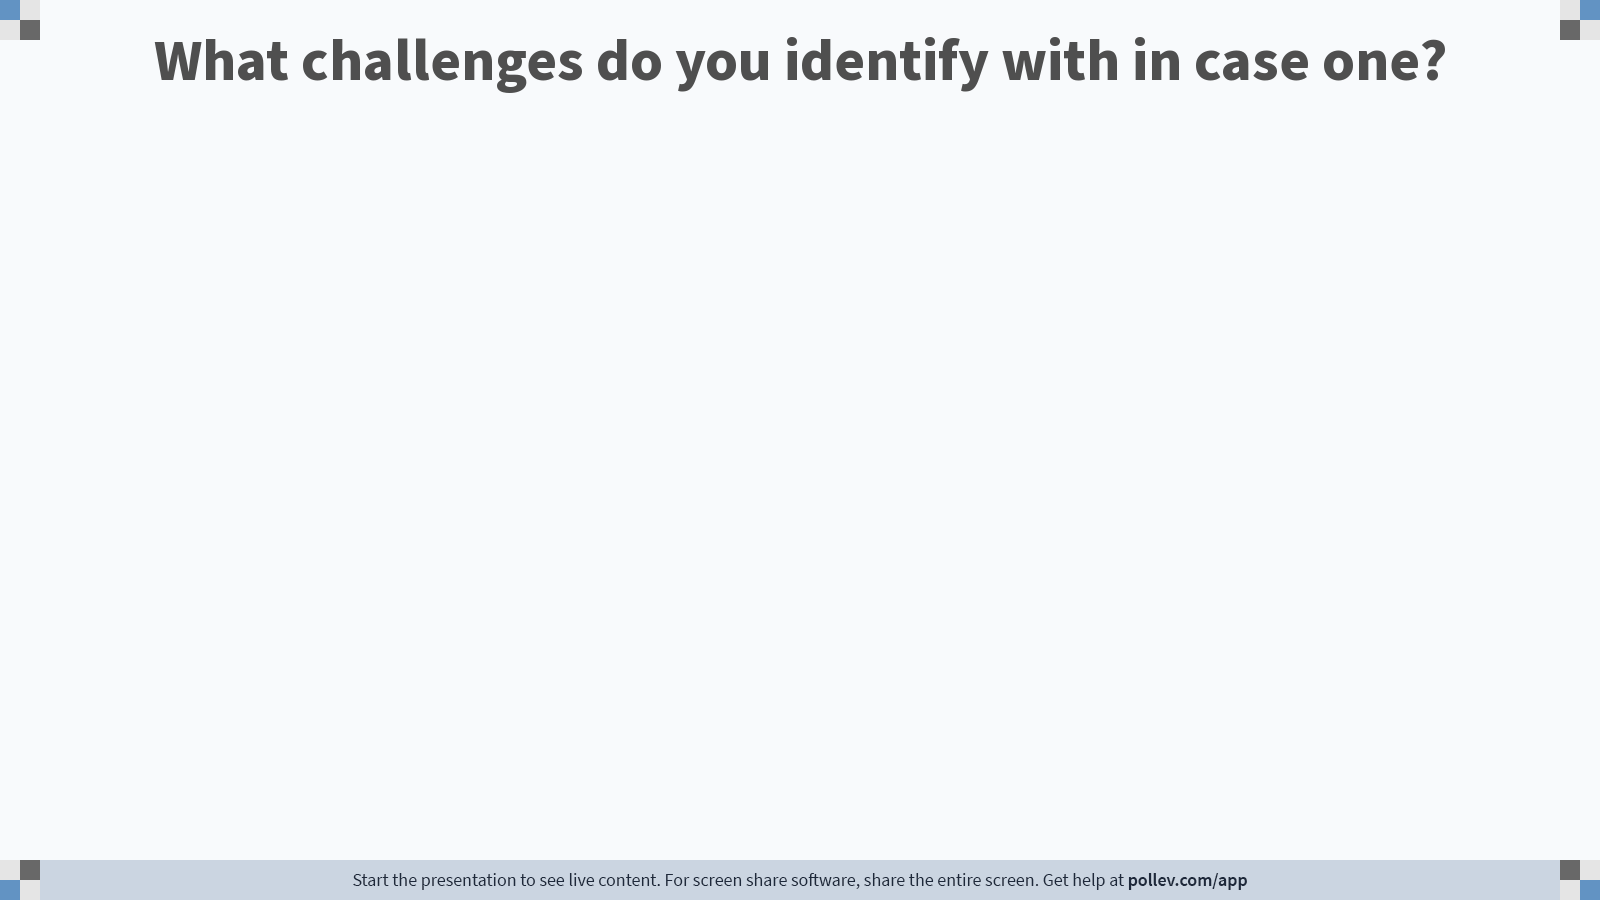 What challenges do you identify with in case one?
Start the presentation to see live content. For screen share software, share the entire screen. Get help at pollev.com/app